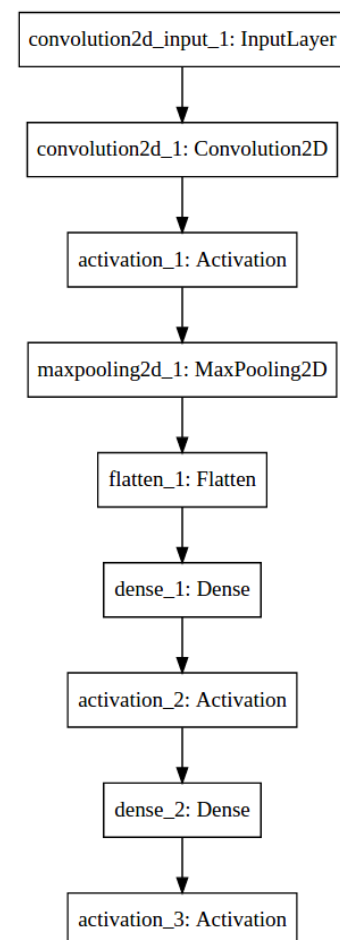 convolution2d_input_1: InputLayer
convolution2d_1: Convolution2D
activation_1: Activation
maxpooling2d_1: MaxPooling2D
flatten_1: Flatten
dense_1: Dense
activation_2: Activation
dense_2: Dense
activation_3: Activation